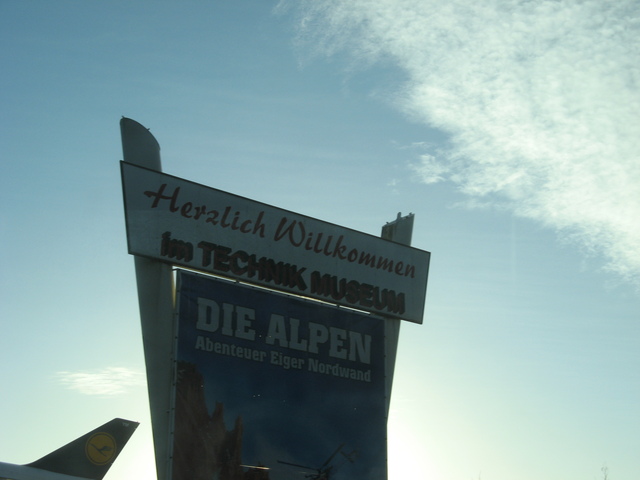 Herzlich Willkommen
im TECHNIK MUSEUM
DIE ALPEN
Abenteuer Eiger Nordwand